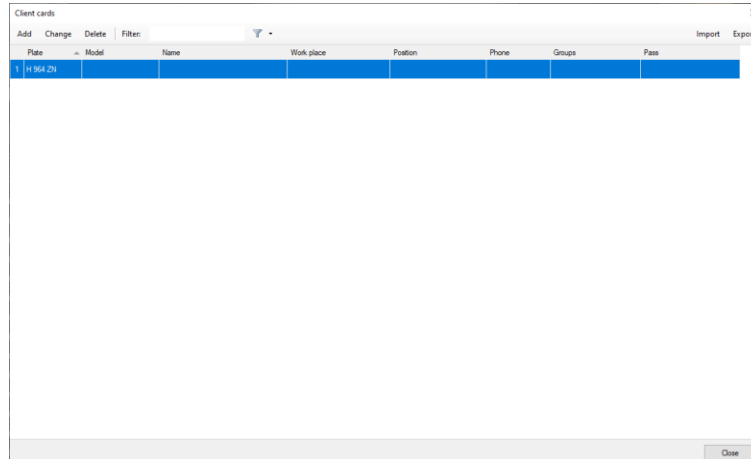 Client cards
Add Change Delete Filter: Import Expor
Plate Model Name Work place Position Phone Groups Pass
1 H 964 ZN
Close